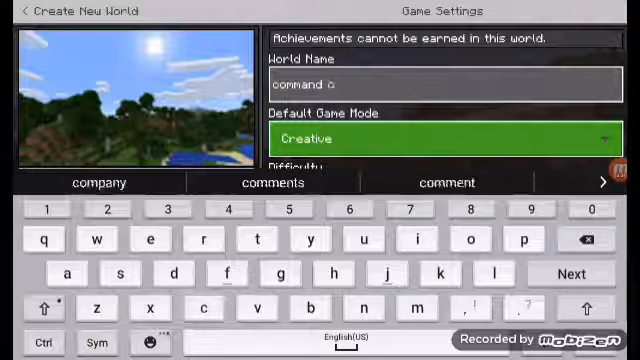 < Create New World
Game Settings
Achievements cannot be earned in this world.
World Name
command
Default Game Mode
Creative
Difficulty
company
comments
comment
>
1 2 3 4 5 6 7 8 9 0
q w e r t y u i o p
a s d f g h j k l Next
z x c v b n m , ! . ?
Ctrl Sym English(US)
Recorded by
Mobizen